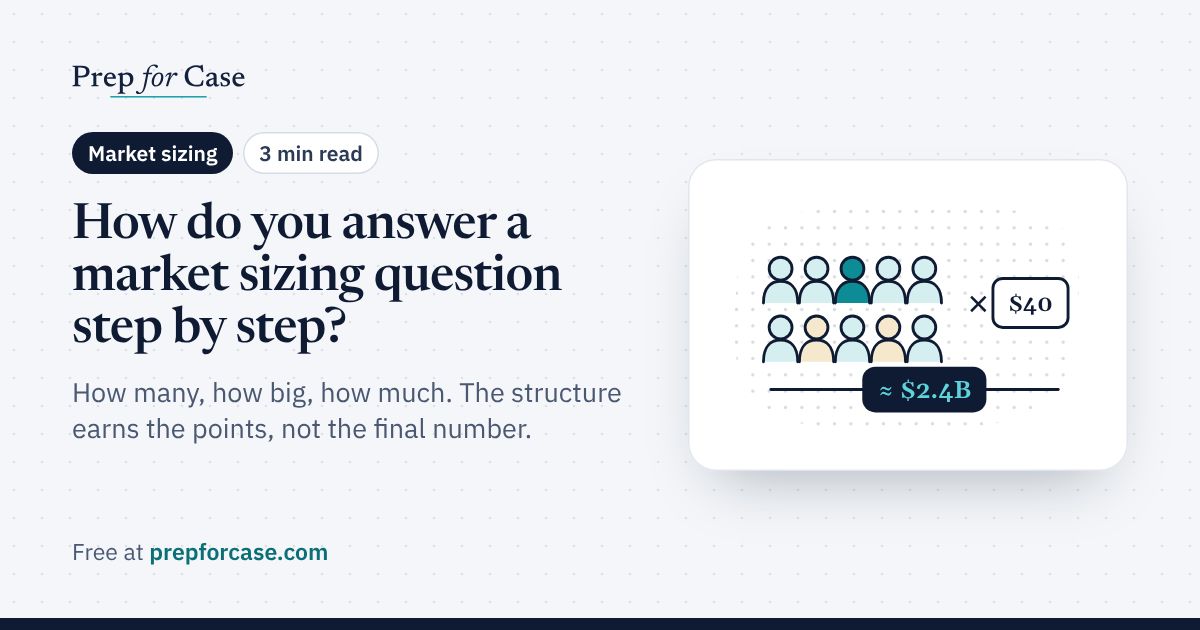 Prep for Case
Market sizing
3 min read
How do you answer a
market sizing question
step by step?
How many, how big, how much. The structure
earns the points, not the final number.
× $40
≈ $2.4B
Free at prepforcase.com